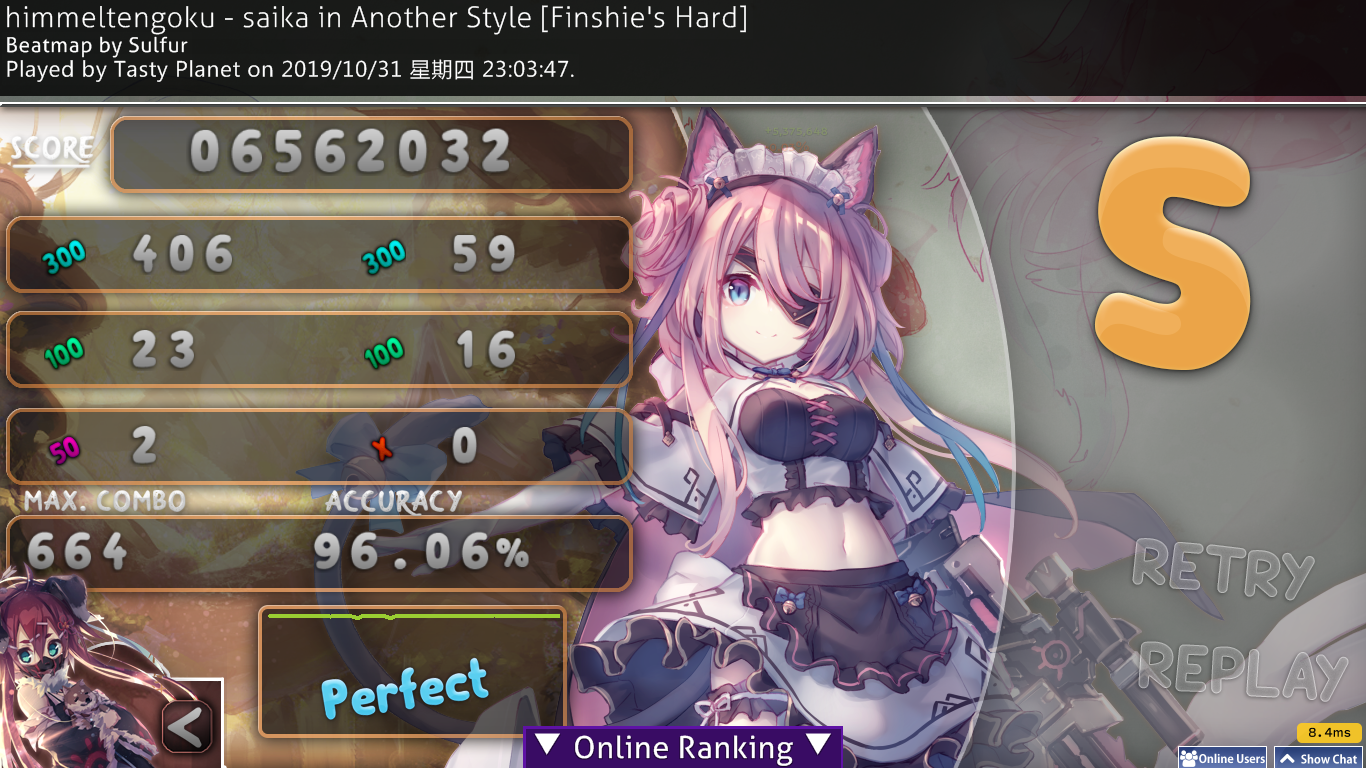 himmeltengoku - saika in Another Style [Finshie's Hard]
Beatmap by Sulfur
Played by Tasty Planet on 2019/10/31 星期四 23:03:47.
SCORE 06562032
300 406 300 59
100 23 100 16
50 2 X 0
MAX. COMBO ACCURACY
664 96.06%
Perfect
S
RETRY
REPLAY
▼ Online Ranking ▼
8.4ms
Online Users Show Chat